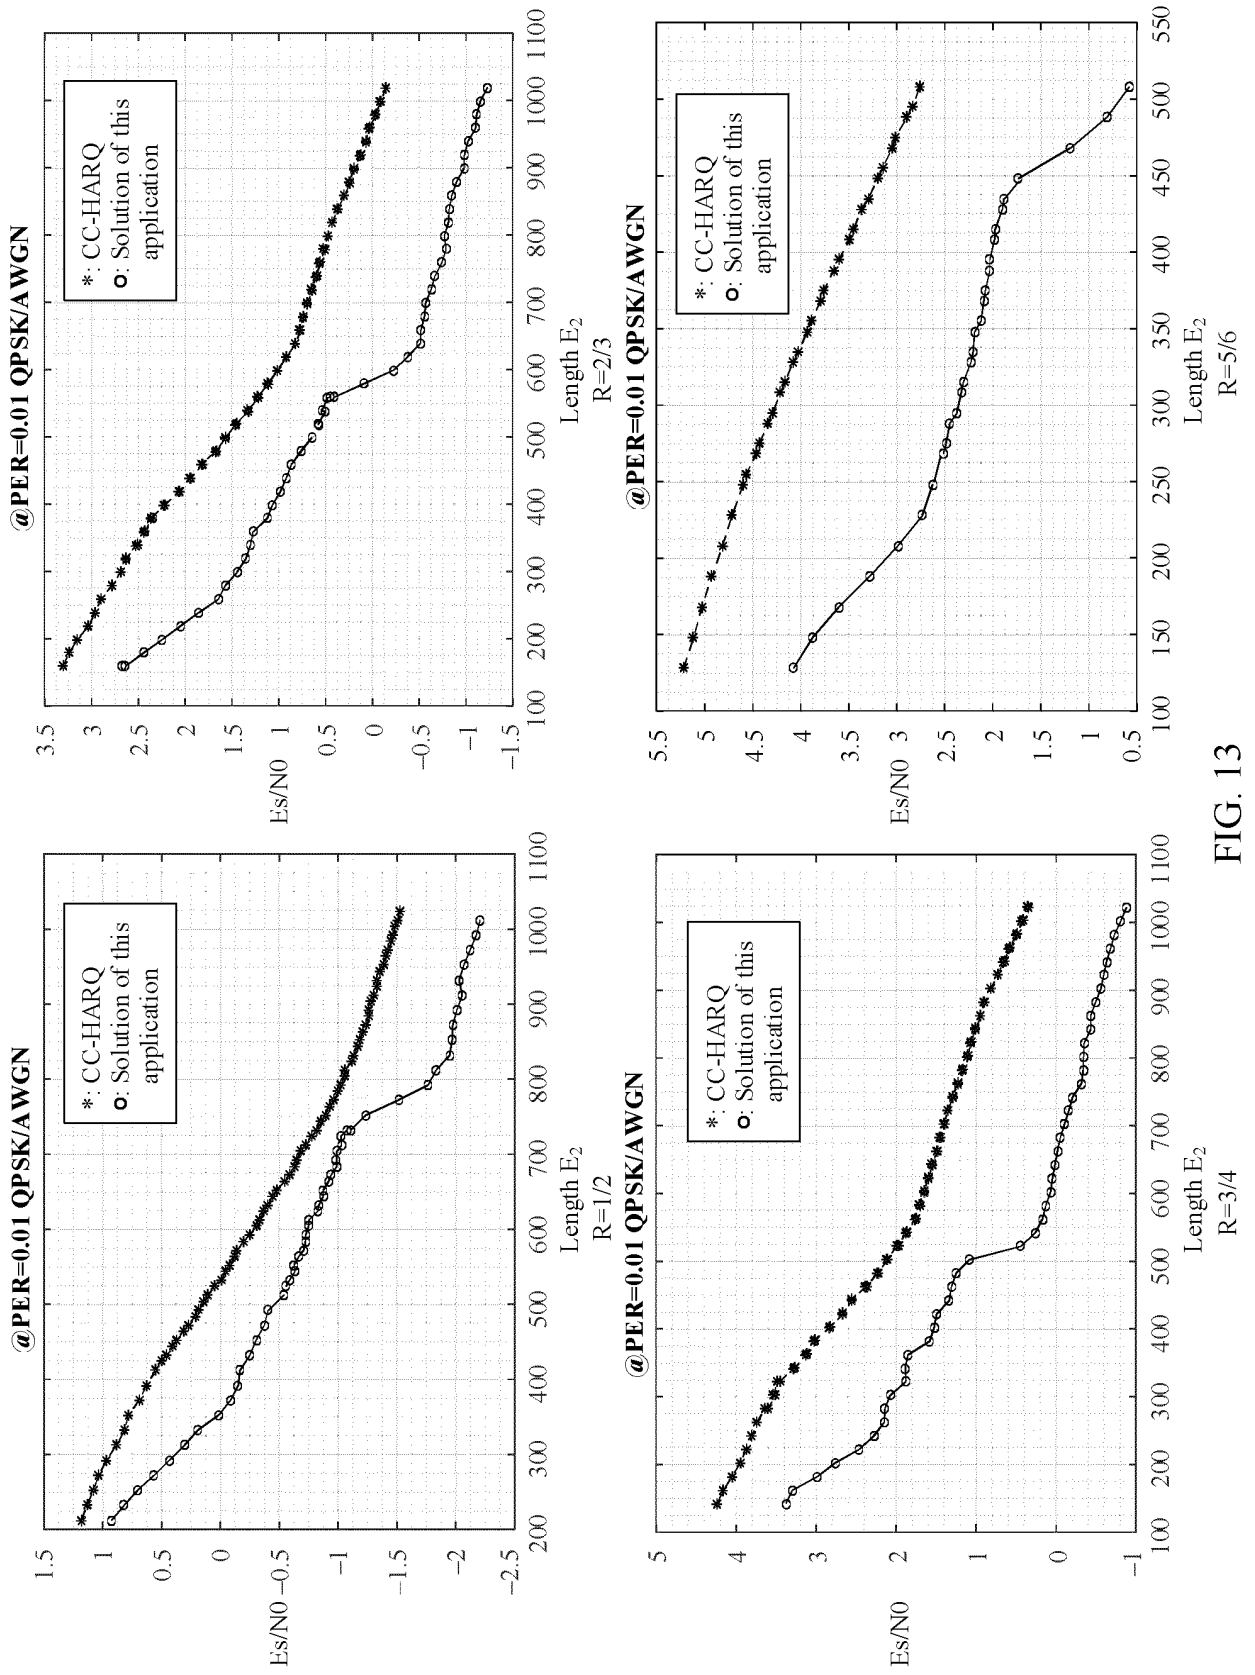 @PER=0.01 QPSK/AWGN
*: CC-HARQ
o: Solution of this
application
Es/N0
1.5
1
0.5
0
−0.5
−1
−1.5
−2
−2.5
200
300
400
500
600
700
800
900
1000
1100
Length E2
R=1/2
@PER=0.01 QPSK/AWGN
*: CC-HARQ
o: Solution of this
application
Es/N0
3.5
3
2.5
2
1.5
1
0.5
0
−0.5
−1
−1.5
100
200
300
400
500
600
700
800
900
1000
1100
Length E2
R=2/3
@PER=0.01 QPSK/AWGN
*: CC-HARQ
o: Solution of this
application
Es/N0
5
4
3
2
1
0
−1
100
200
300
400
500
600
700
800
900
1000
1100
Length E2
R=3/4
@PER=0.01 QPSK/AWGN
*: CC-HARQ
o: Solution of this
application
Es/N0
5.5
5
4.5
4
3.5
3
2.5
2
1.5
1
0.5
100
150
200
250
300
350
400
450
500
550
Length E2
R=5/6
FIG. 13